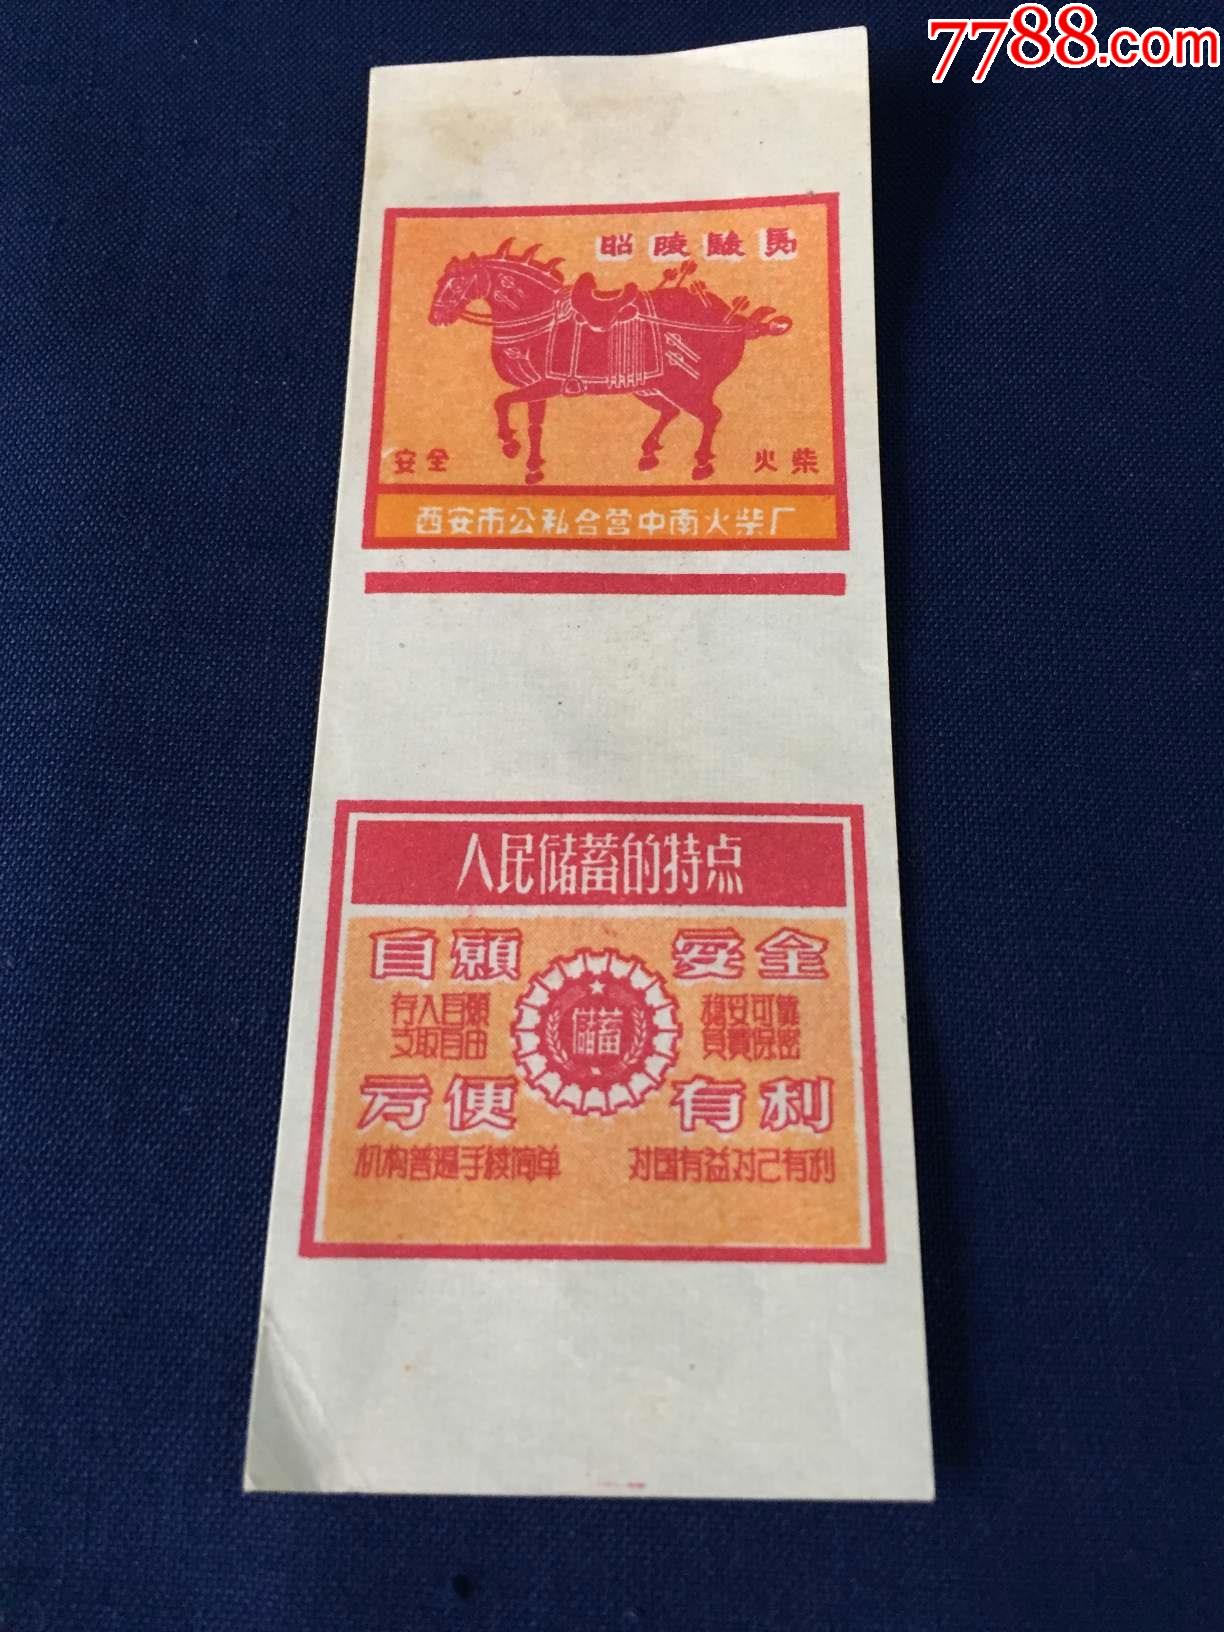 7788.com
昭陵駿馬
安全 火柴
西安市公私合营中南火柴厂
人民储蓄的特点
自願 安全
存入自願 穩妥可靠
支取自由 負責保密
儲蓄
方便 有利
机构普遍手續简单 对国有益对己有利